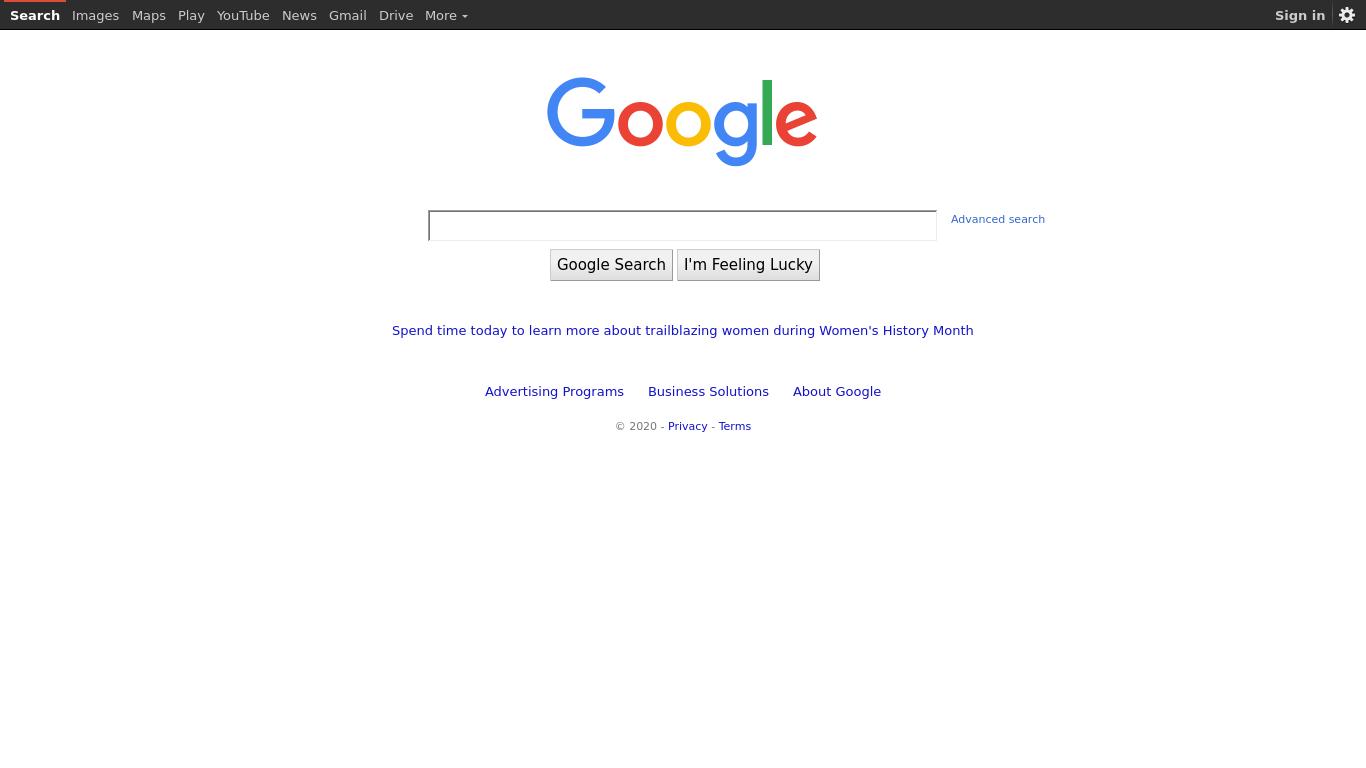 Search Images Maps Play YouTube News Gmail Drive More Sign in
Google
Advanced search
Google Search I'm Feeling Lucky
Spend time today to learn more about trailblazing women during Women's History Month
Advertising Programs Business Solutions About Google
© 2020 - Privacy - Terms